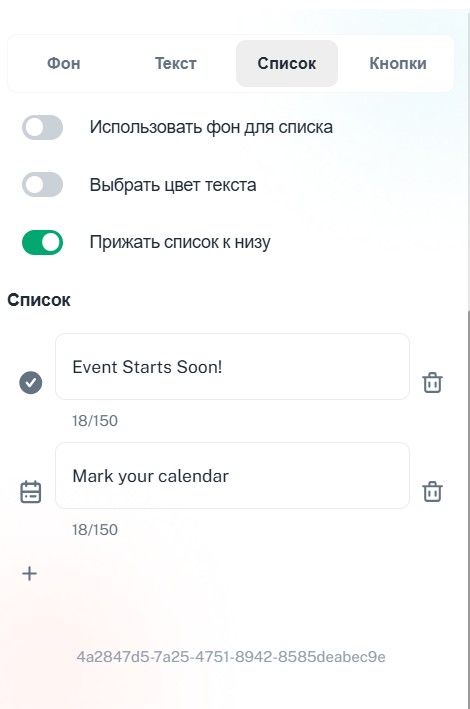 Фон Текст Список Кнопки
Использовать фон для списка
Выбрать цвет текста
Прижать список к низу
Список
Event Starts Soon!
18/150
Mark your calendar
18/150
4a2847d5-7a25-4751-8942-8585deabec9e